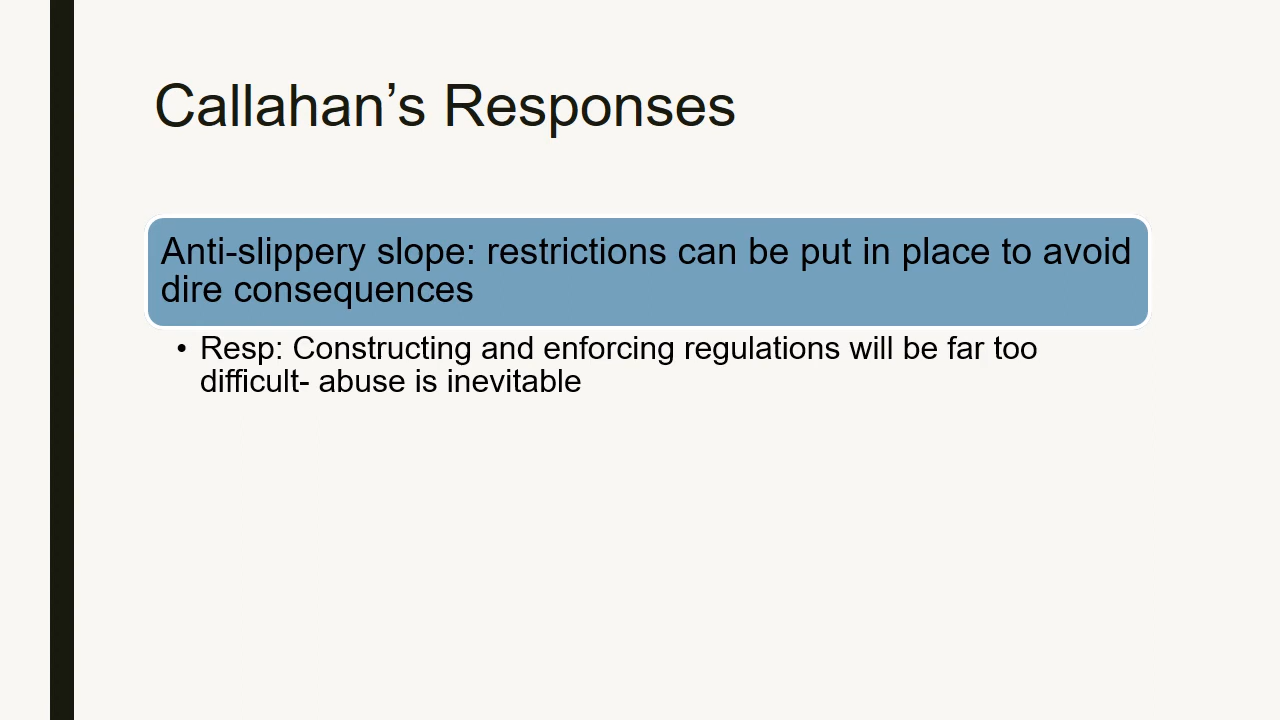 Callahan’s Responses
Anti-slippery slope: restrictions can be put in place to avoid
dire consequences
• Resp: Constructing and enforcing regulations will be far too
difficult- abuse is inevitable